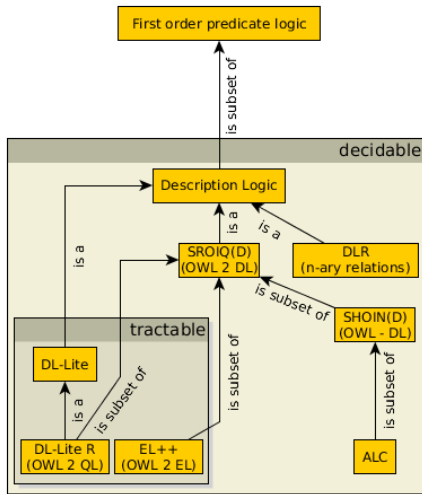 First order predicate logic
is subset of
decidable
Description Logic
is a
is a
is a
SROIQ(D)
(OWL 2 DL)
DLR
(n-ary relations)
is subset of
SHOIN(D)
(OWL - DL)
tractable
DL-Lite
is a
is subset of
is subset of
is subset of
DL-Lite R
(OWL 2 QL)
EL++
(OWL 2 EL)
ALC